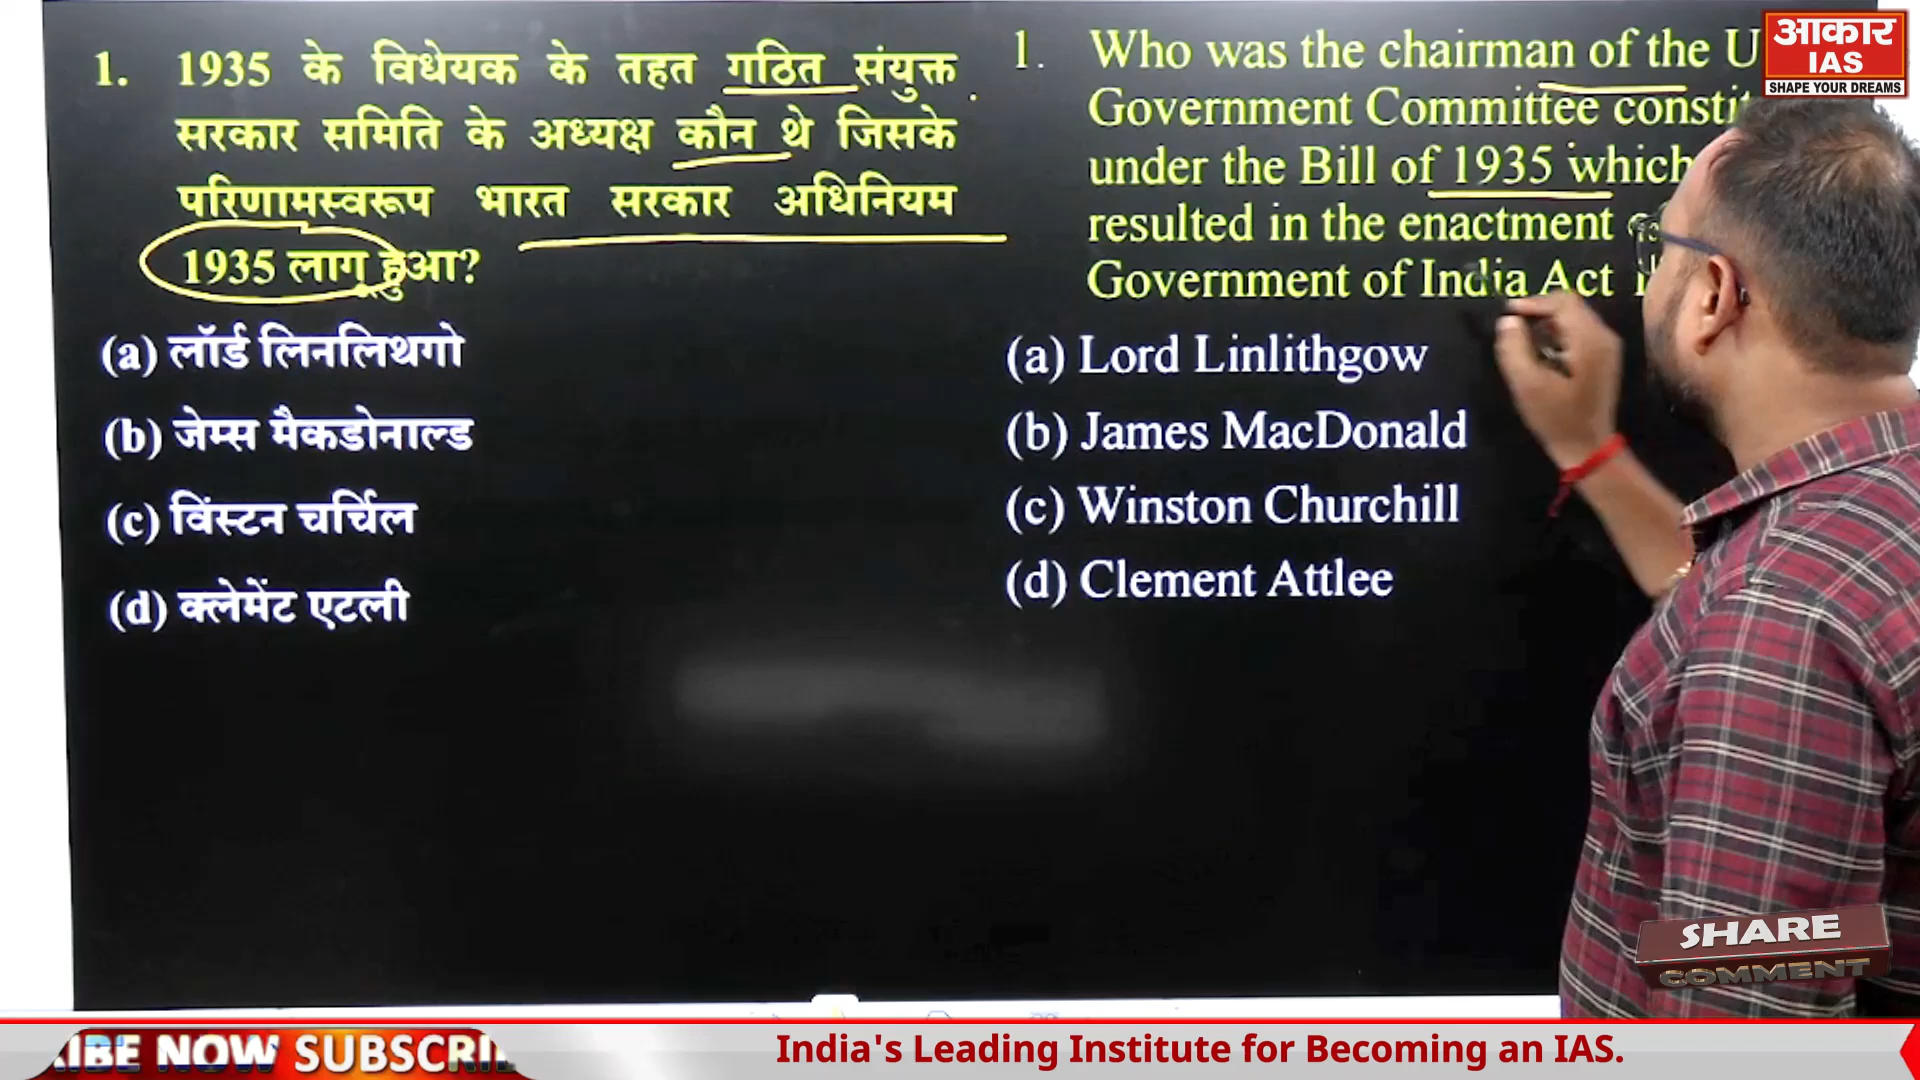 1. 1935 के विधेयक के तहत गठित संयुक्त
सरकार समिति के अध्यक्ष कौन थे जिसके
परिणामस्वरूप भारत सरकार अधिनियम
1935 लागू हुआ?
(a) लॉर्ड लिनलिथगो
(b) जेम्स मैकडोनाल्ड
(c) विंस्टन चर्चिल
(d) क्लेमेंट एटली
1. Who was the chairman of the U
Government Committee constit
under the Bill of 1935 which
resulted in the enactment
Government of India Act
(a) Lord Linlithgow
(b) James MacDonald
(c) Winston Churchill
(d) Clement Attlee
आकार
IAS
SHAPE YOUR DREAMS
SHARE
COMMENT
IBE NOW SUBSCRI
India's Leading Institute for Becoming an IAS.